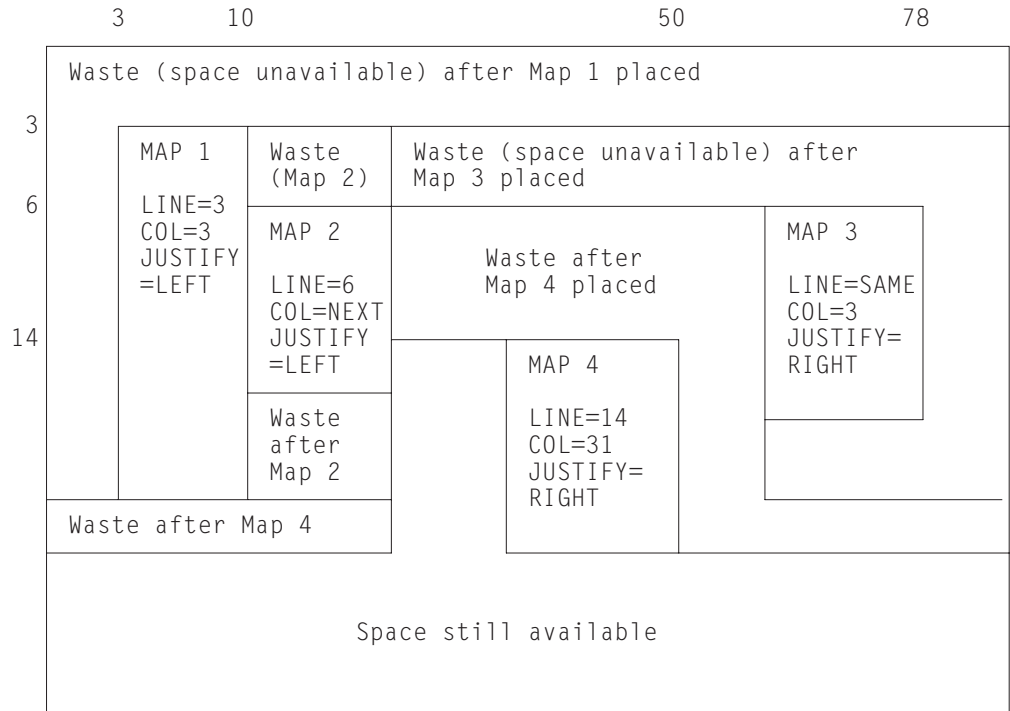 3 10 50 78
Waste (space unavailable) after Map 1 placed
3
MAP 1
LINE=3
COL=3
JUSTIFY
=LEFT
Waste
(Map 2)
Waste (space unavailable) after
Map 3 placed
6
MAP 2
LINE=6
COL=NEXT
JUSTIFY
=LEFT
Waste after
Map 4 placed
MAP 3
LINE=SAME
COL=3
JUSTIFY=
RIGHT
14
MAP 4
LINE=14
COL=31
JUSTIFY=
RIGHT
Waste
after
Map 2
Waste after Map 4
Space still available